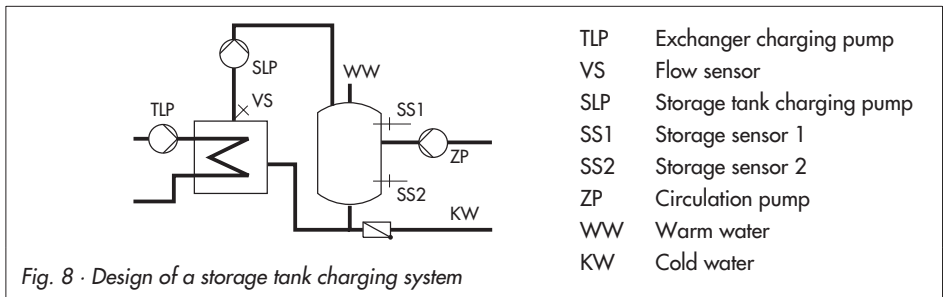 TLP
VS
SLP
WW
SS1
ZP
SS2
KW
TLP Exchanger charging pump
VS Flow sensor
SLP Storage tank charging pump
SS1 Storage sensor 1
SS2 Storage sensor 2
ZP Circulation pump
WW Warm water
KW Cold water
Fig. 8 · Design of a storage tank charging system